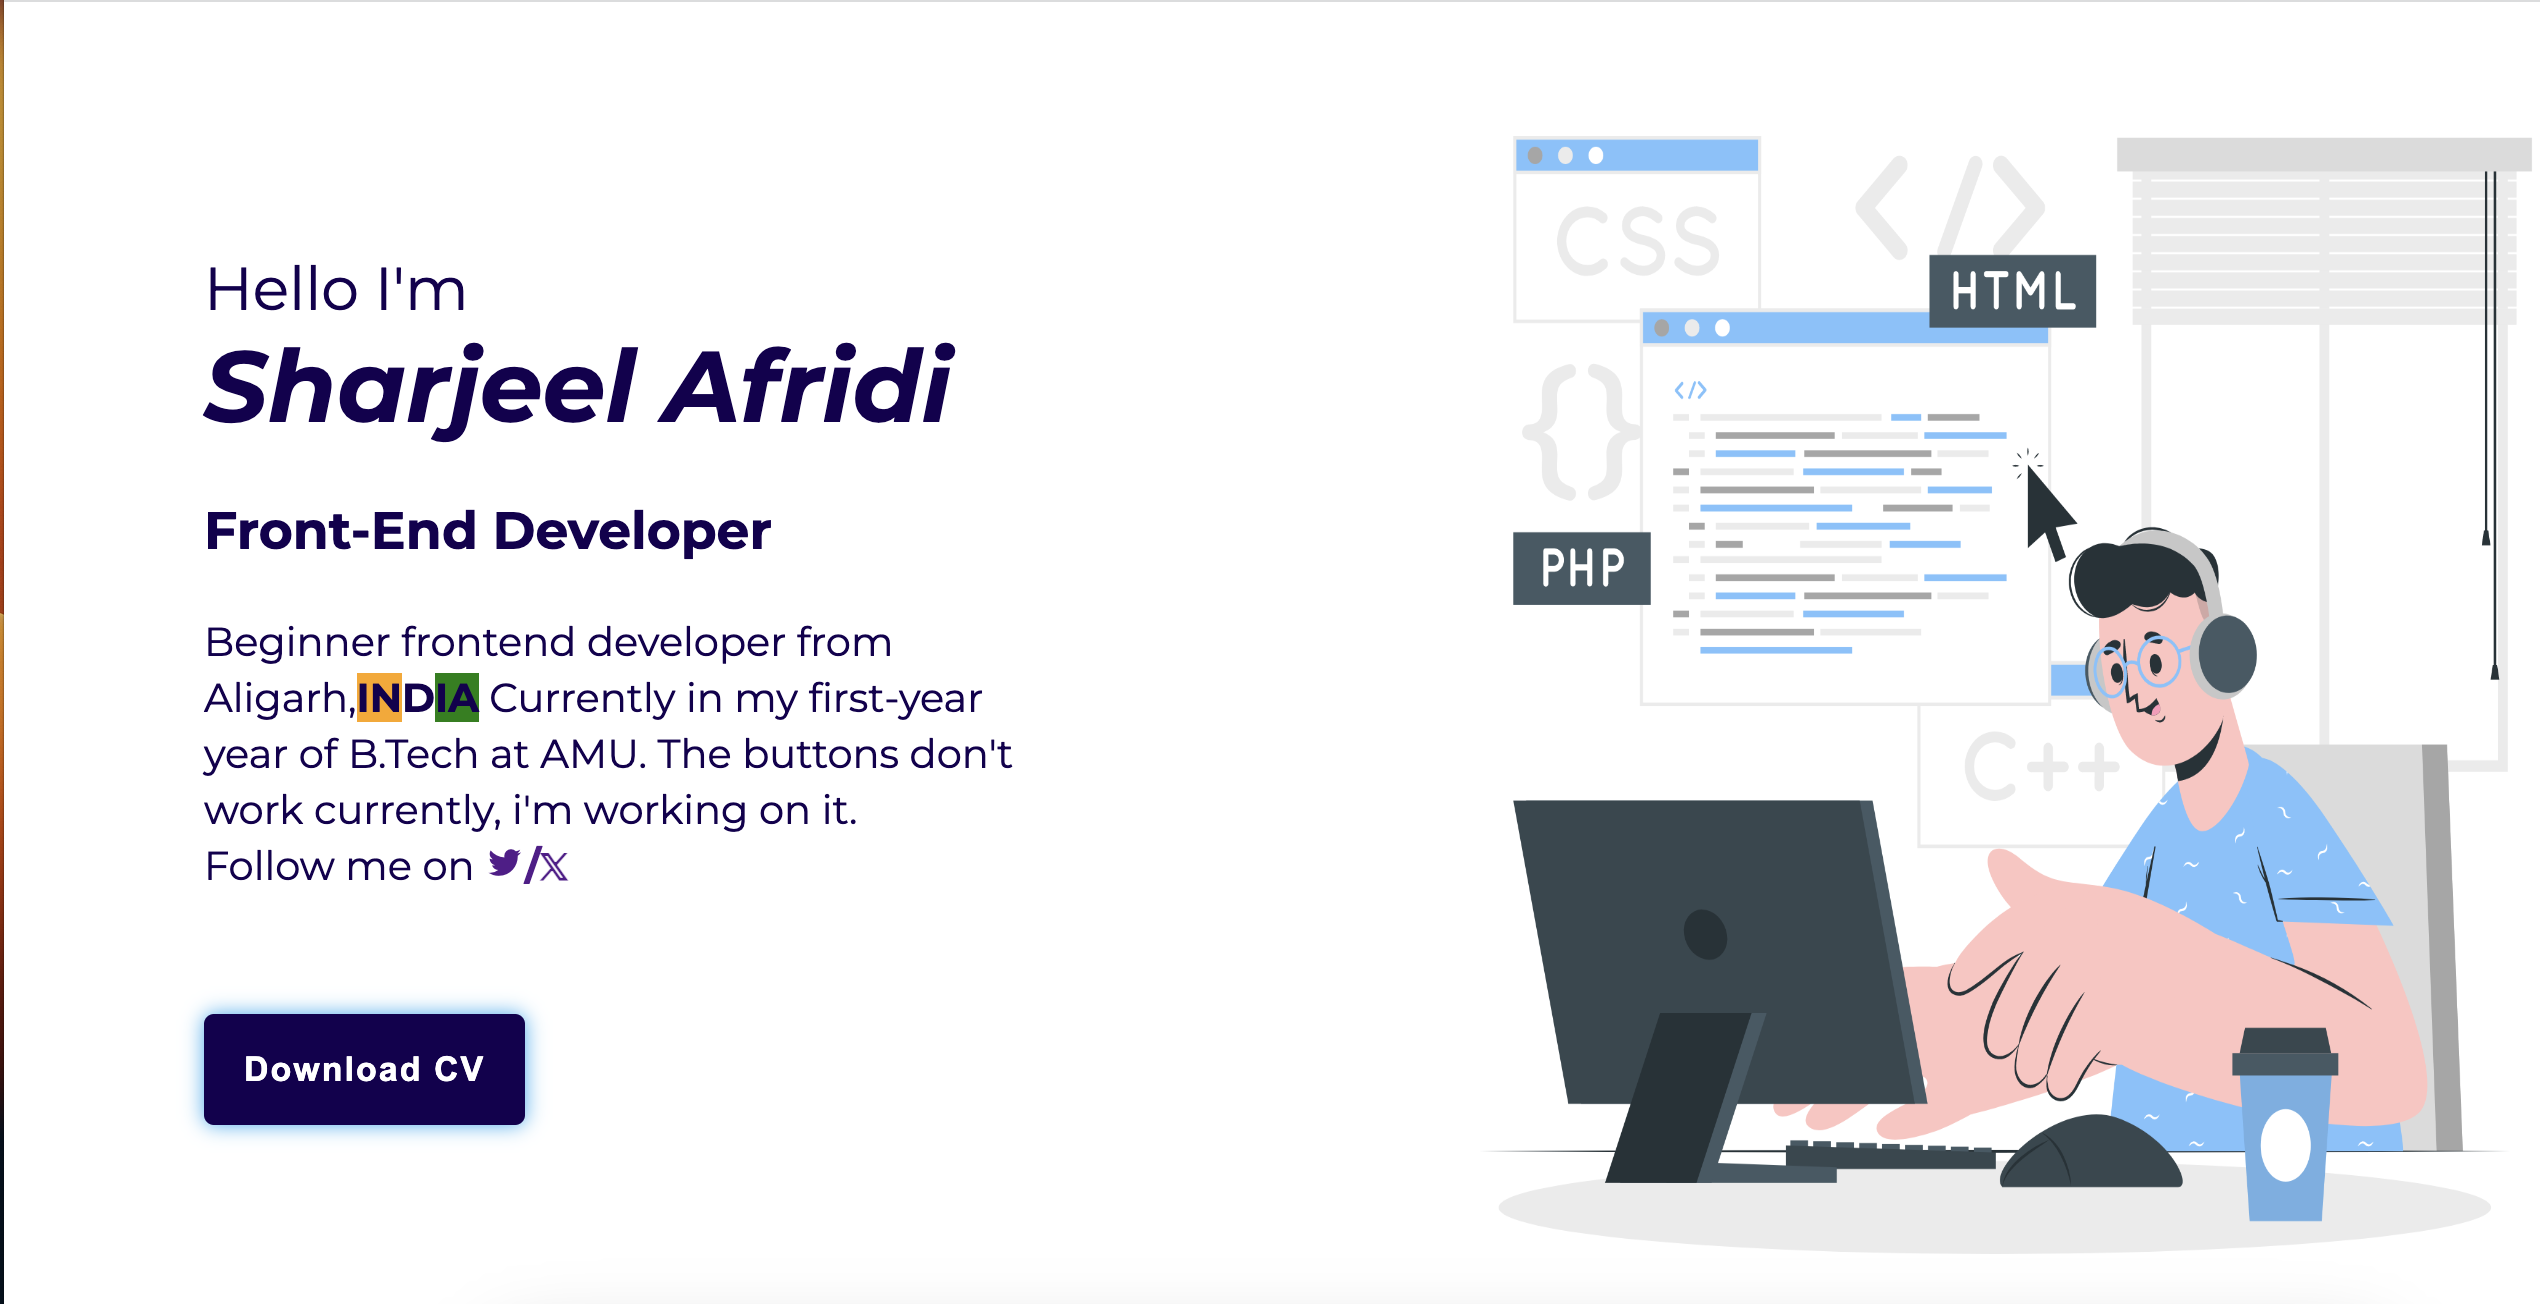 Hello I'm
Sharjeel Afridi
Front-End Developer
Beginner frontend developer from
Aligarh,INDIA Currently in my first-year
year of B.Tech at AMU. The buttons don't
work currently, i'm working on it.
Follow me on /X
Download CV
CSS
</>
HTML
</>
{}
PHP
C++